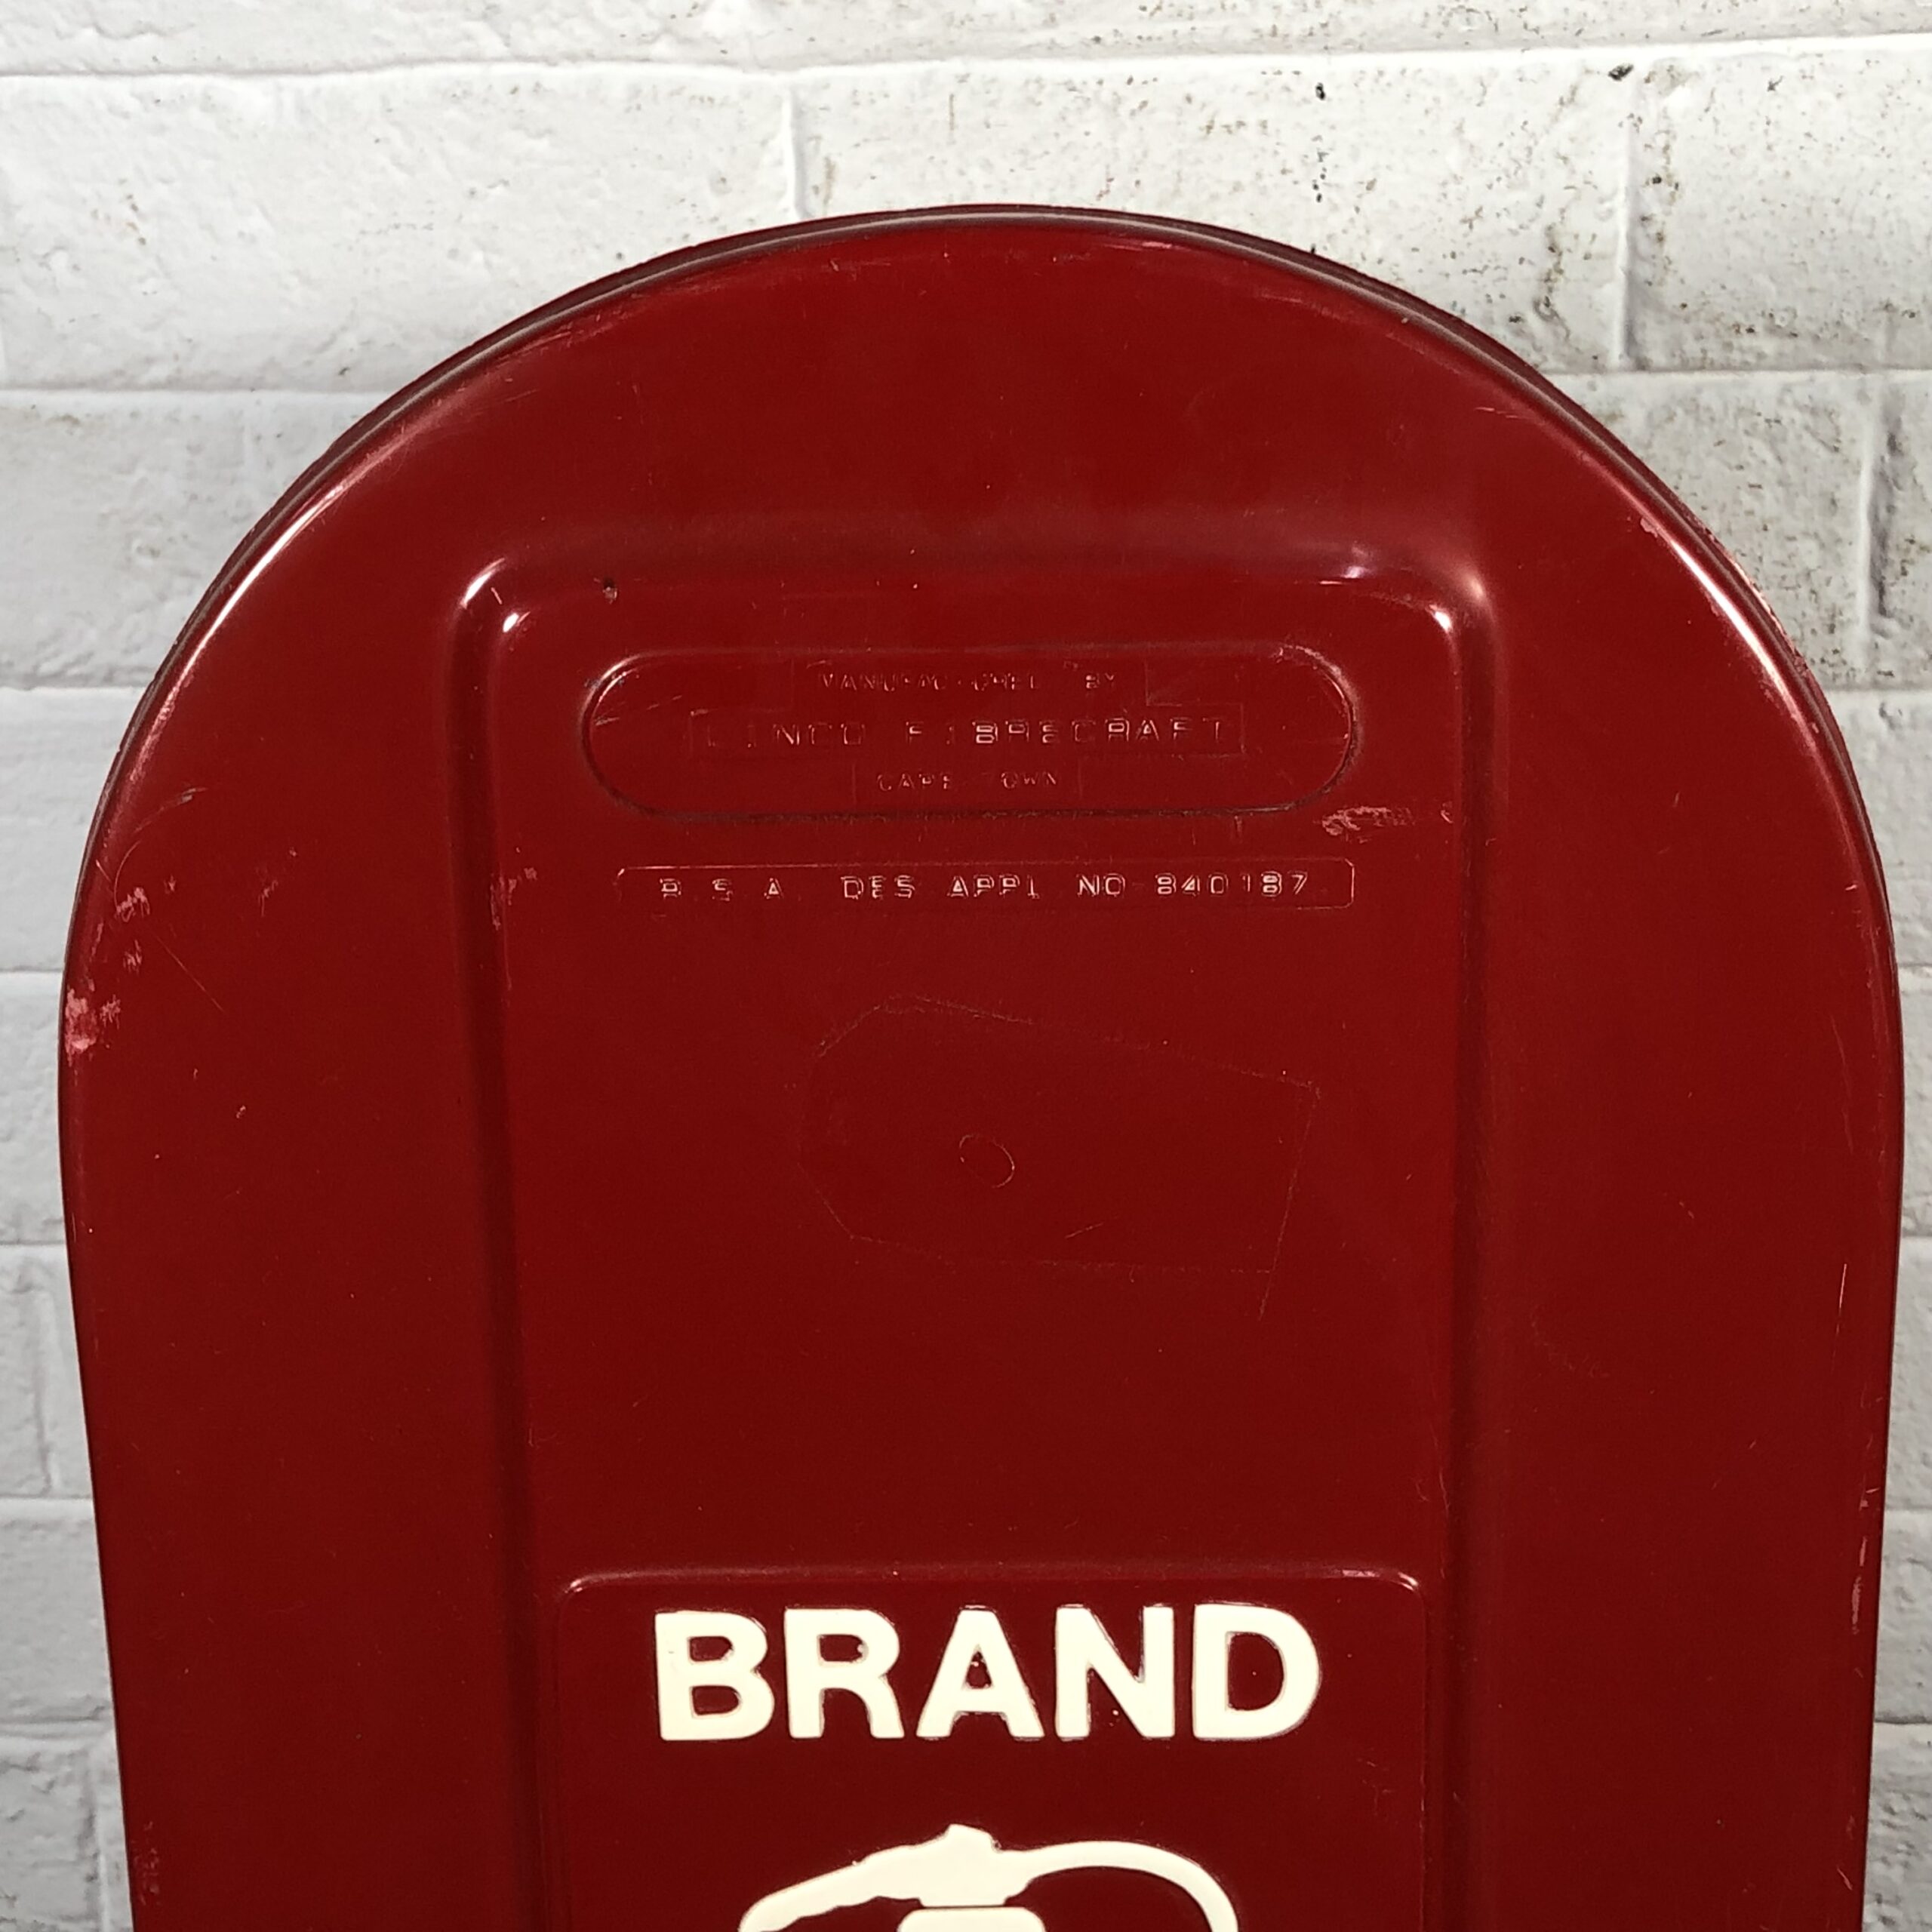 MANUFACTURED BY
LINCO FIBRECRAFT
CAPE TOWN
R.S.A. DES APPL NO 840187
BRAND